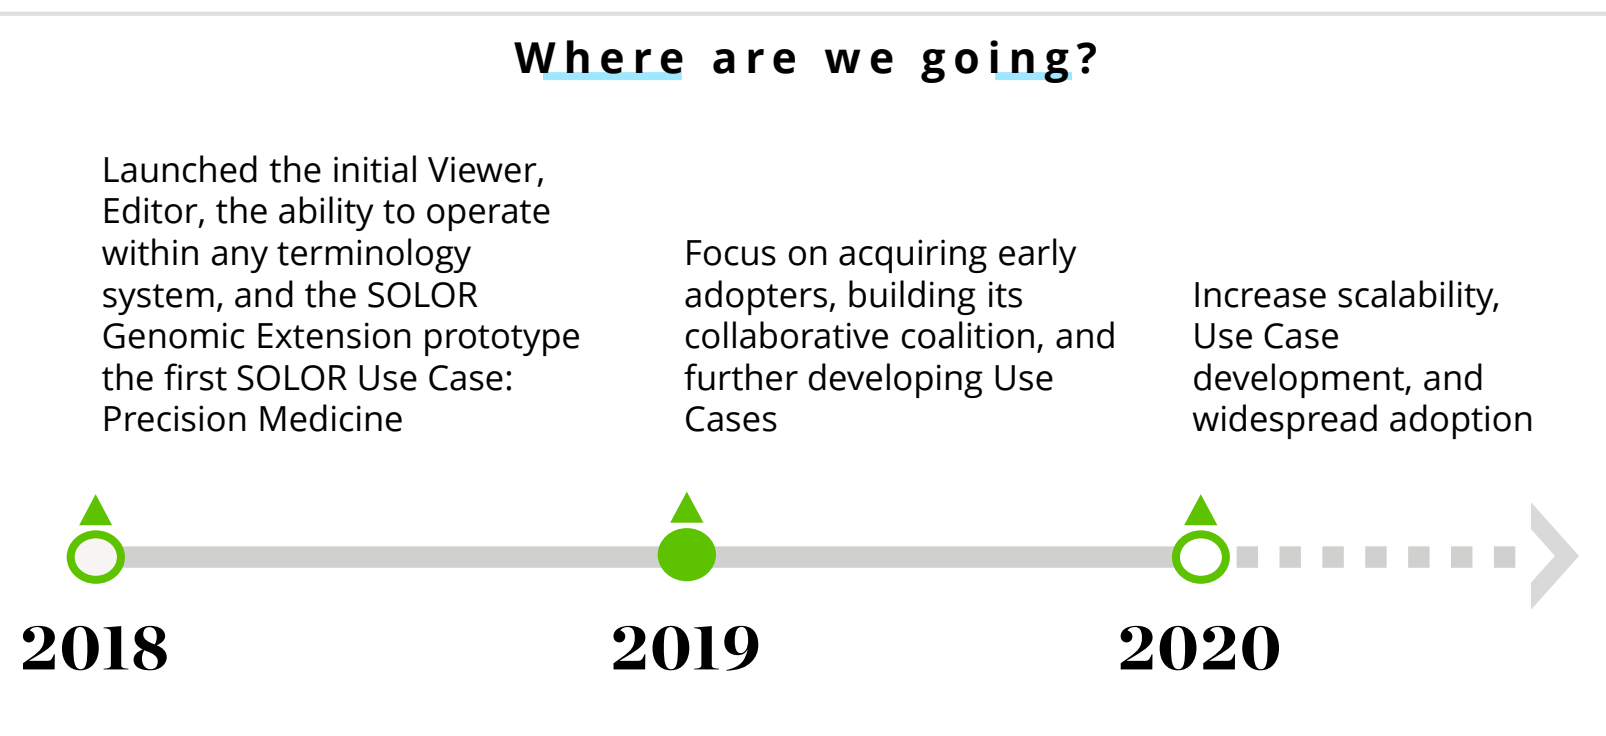 Where are we going?
Launched the initial Viewer,
Editor, the ability to operate
within any terminology
system, and the SOLOR
Genomic Extension prototype
the first SOLOR Use Case:
Precision Medicine
Focus on acquiring early
adopters, building its
collaborative coalition, and
further developing Use
Cases
Increase scalability,
Use Case
development, and
widespread adoption
2018
2019
2020